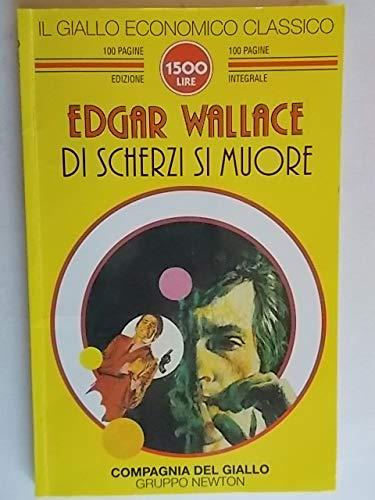 IL GIALLO ECONOMICO CLASSICO
100 PAGINE
1500
LIRE
100 PAGINE
EDIZIONE
INTEGRALE
EDGAR WALLACE
DI SCHERZI SI MUORE
COMPAGNIA DEL GIALLO
GRUPPO NEWTON